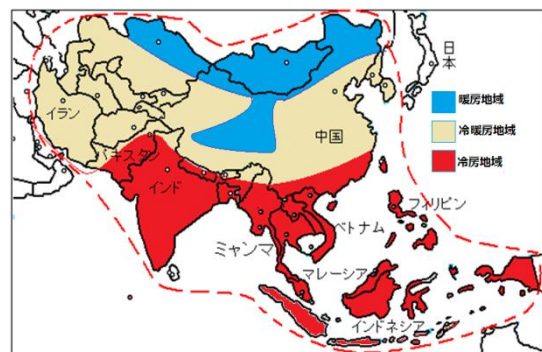 日本
暖房地域
イラン
冷暖房地域
中国
パキスタン
冷房地域
インド
フィリピン
ベトナム
ミャンマ
マレーシア
インドネシア